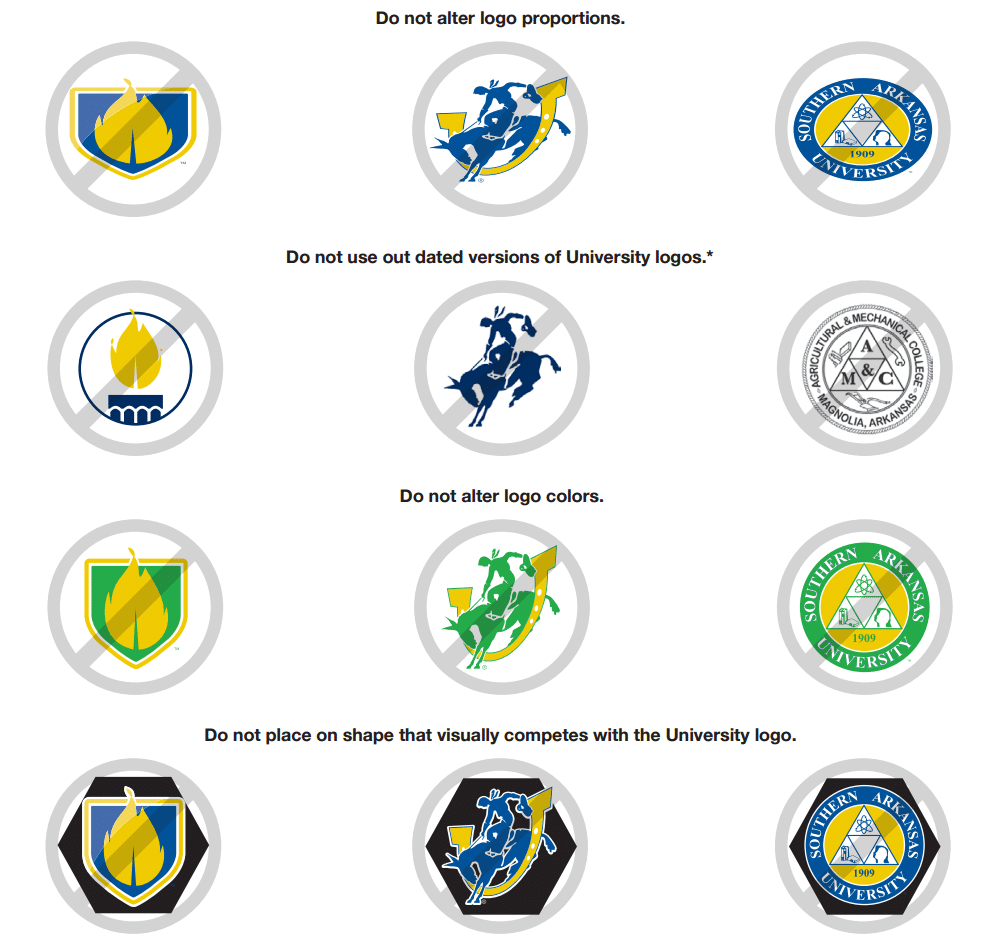 Do not alter logo proportions.
™
®
SOUTHERN ARKANSAS
UNIVERSITY
1909
Do not use out dated versions of University logos.*
AGRICULTURAL & MECHANICAL COLLEGE
MAGNOLIA, ARKANSAS
A
M & C
Do not alter logo colors.
™
®
SOUTHERN ARKANSAS
UNIVERSITY
1909
Do not place on shape that visually competes with the University logo.
SOUTHERN ARKANSAS
UNIVERSITY
1909